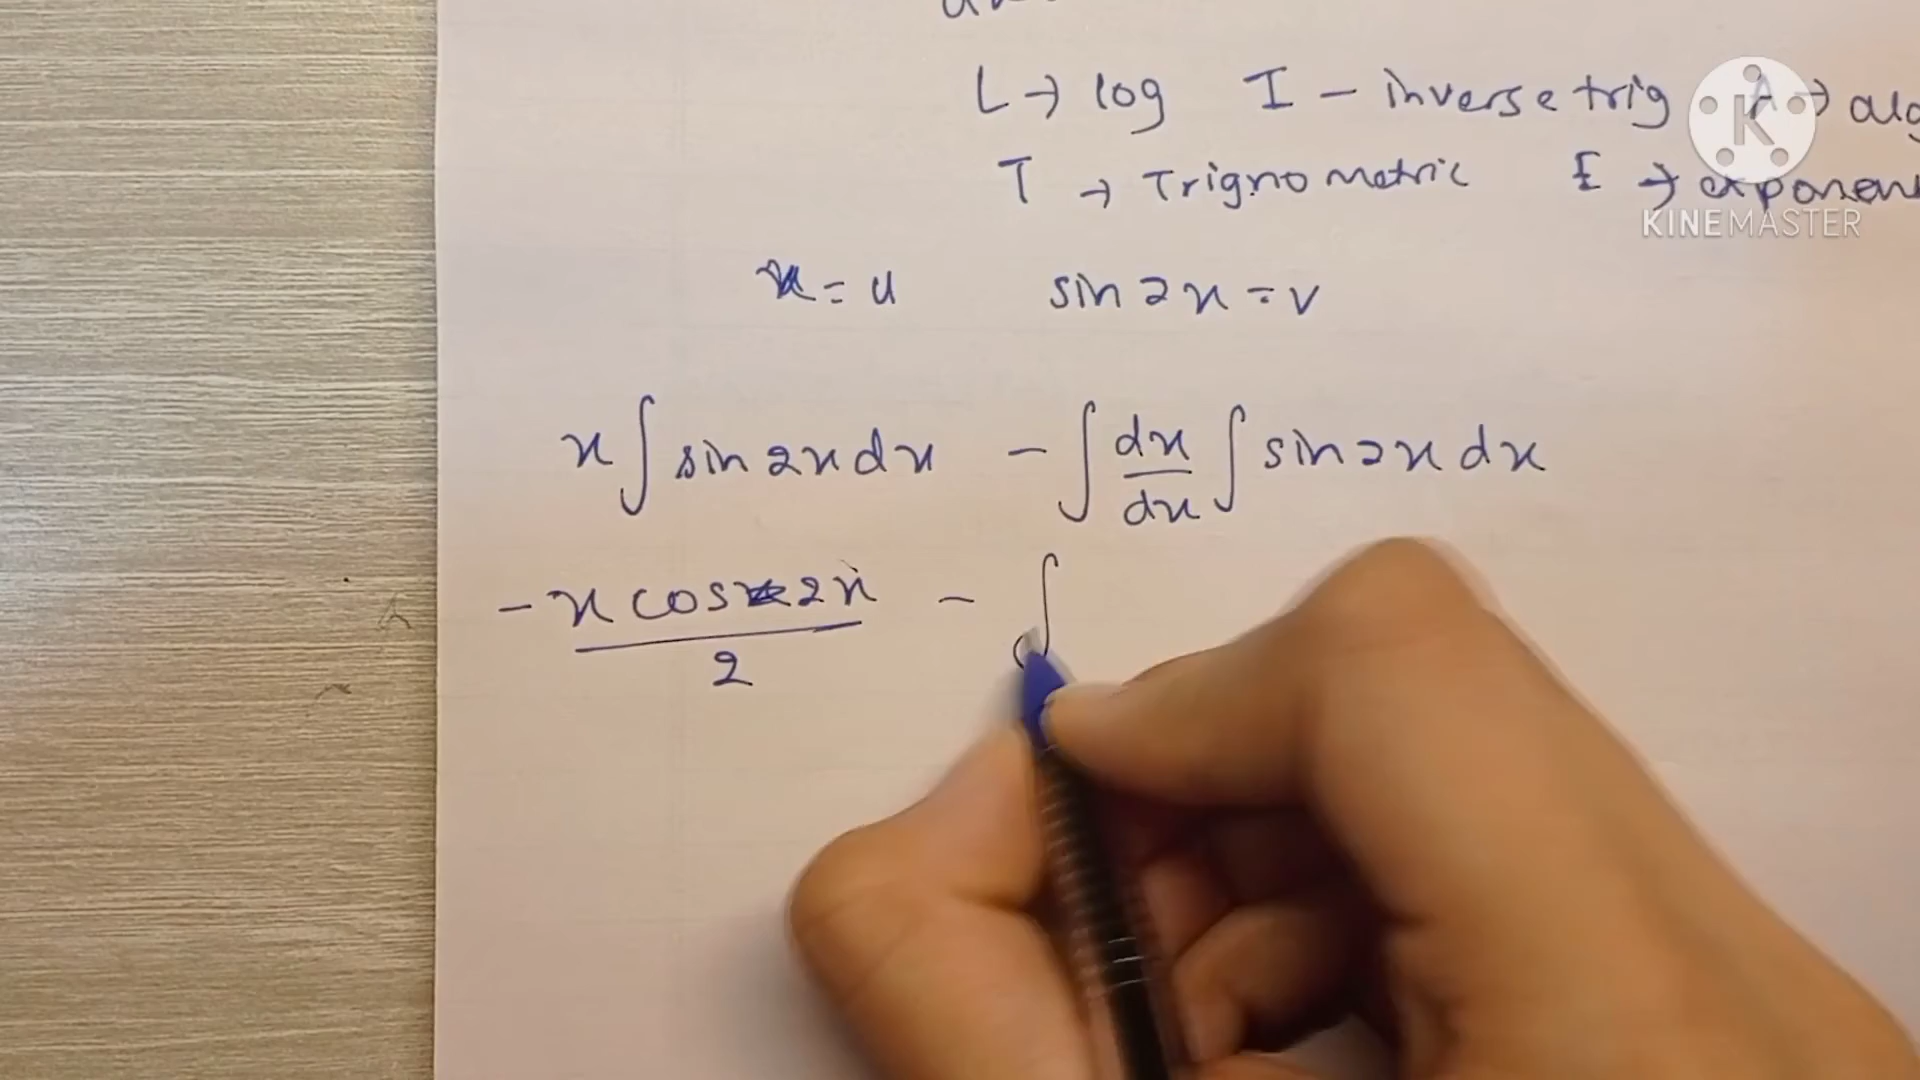 L → log I - inverse trig A → alg
T → Trignometric E → exponen
K
KINEMASTER
x = u sin 2x = v
x ∫ sin 2x dx - ∫ dx/dx ∫ sin 2x dx
- x cos 2x / 2 - ∫